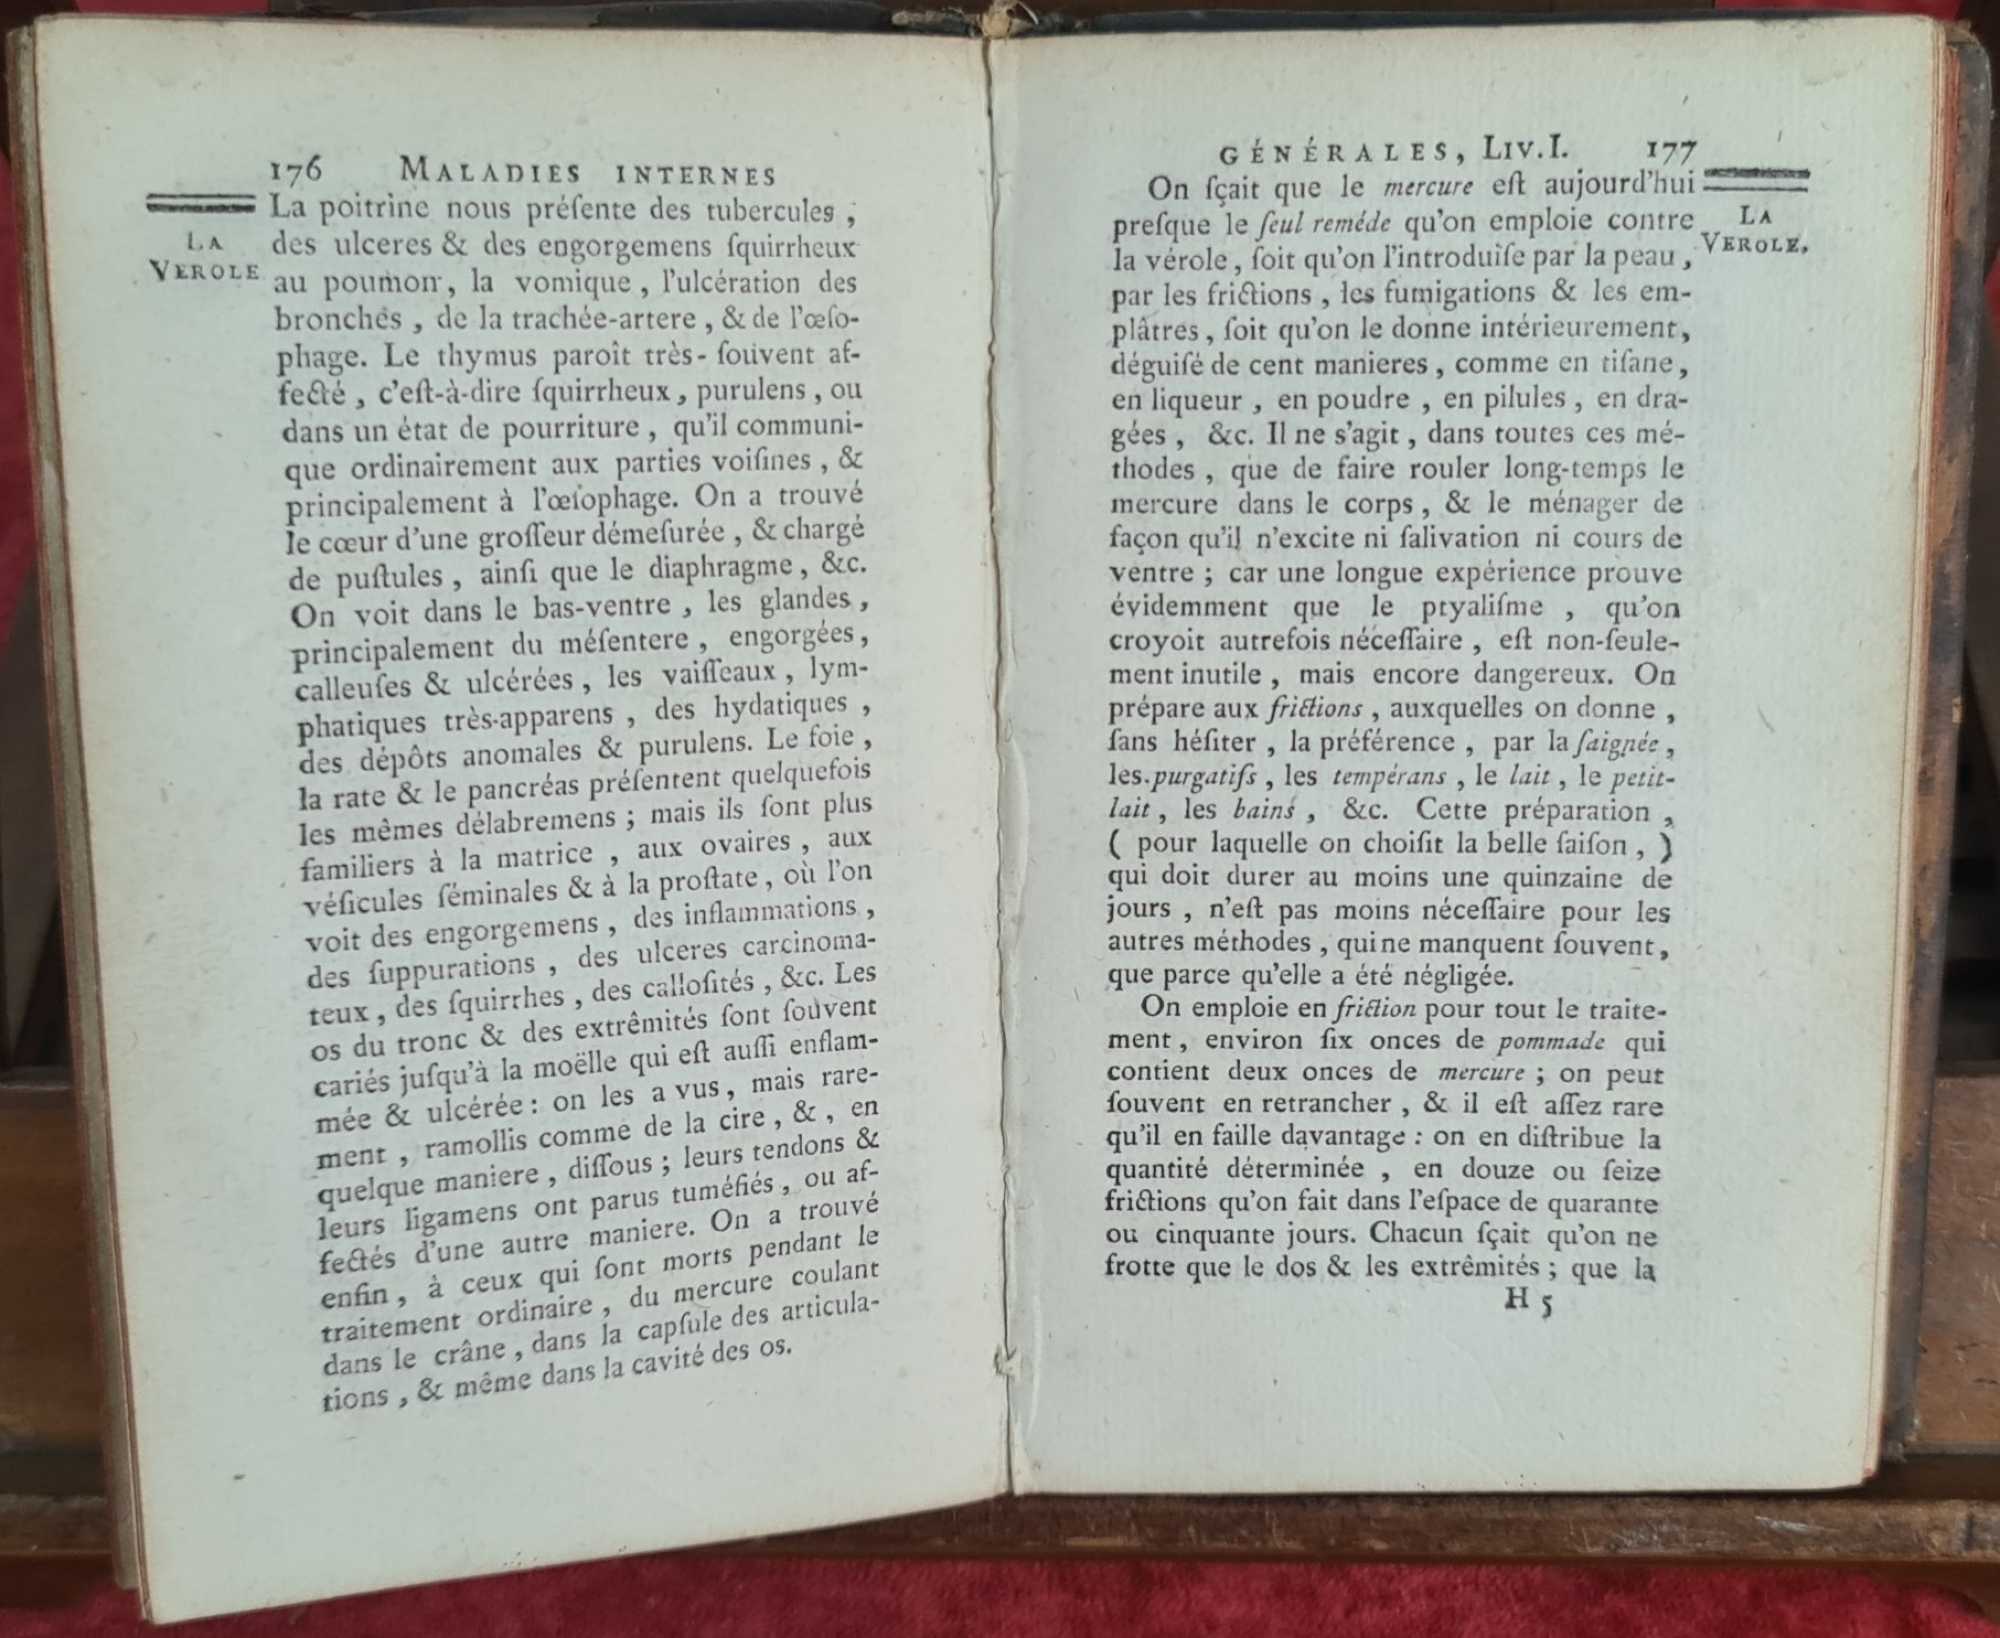 176 MALADIES INTERNES
LA
VEROLE
La poitrine nous préſente des tubercules ,
des ulceres & des engorgemens ſquirrheux
au poumon , la vomique , l'ulcération des
bronches , de la trachée-artere , & de l'œſo-
phage. Le thymus paroît très-ſouvent af-
fecté , c'eſt-à-dire ſquirrheux , purulens , ou
dans un état de pourriture , qu'il communi-
que ordinairement aux parties voiſines , &
principalement à l'œſophage. On a trouvé
le cœur d'une groſſeur démeſurée , & chargé
de puſtules , ainſi que le diaphragme , &c.
On voit dans le bas-ventre , les glandes ,
principalement du méſentere , engorgées ,
calleuſes & ulcérées , les vaiſſeaux , lym-
phatiques très-apparens , des hydatiques ,
des dépôts anomales & purulens. Le foie ,
la rate & le pancréas préſentent quelquefois
les mêmes délabremens ; mais ils ſont plus
familiers à la matrice , aux ovaires , aux
véſicules ſéminales & à la proſtate , où l'on
voit des engorgemens , des inflammations ,
des ſuppurations , des ulceres carcinoma-
teux , des ſquirrhes , des calloſités , &c. Les
os du tronc & des extrêmités ſont ſouvent
cariés juſqu'à la moëlle qui eſt auſſi enflam-
mée & ulcérée : on les a vus , mais rare-
ment , ramollis comme de la cire , & , en
quelque maniere , diſſous ; leurs tendons &
leurs ligamens ont parus tuméfiés , ou af-
fectés d'une autre maniere. On a trouvé
enfin , à ceux qui ſont morts pendant le
traitement ordinaire , du mercure coulant
dans le crâne , dans la capſule des articula-
tions , & même dans la cavité des os.
GÉNÉRALES, LIV. I. 177
LA
VEROLE.
On ſçait que le mercure eſt aujourd'hui
preſque le ſeul reméde qu'on emploie contre
la vérole , ſoit qu'on l'introduiſe par la peau ,
par les frictions , les fumigations & les em-
plâtres , ſoit qu'on le donne intérieurement ,
déguiſé de cent manieres , comme en tiſane ,
en liqueur , en poudre , en pilules , en dra-
gées , &c. Il ne s'agit , dans toutes ces mé-
thodes , que de faire rouler long-temps le
mercure dans le corps , & le ménager de
façon qu'il n'excite ni ſalivation ni cours de
ventre ; car une longue expérience prouve
évidemment que le ptyaliſme , qu'on
croyoit autrefois néceſſaire , eſt non-ſeule-
ment inutile , mais encore dangereux. On
prépare aux frictions , auxquelles on donne ,
ſans héſiter , la préférence , par la ſaignée ,
les purgatifs , les tempérans , le lait , le petit-
lait , les bains , &c. Cette préparation ,
( pour laquelle on choiſit la belle ſaiſon , )
qui doit durer au moins une quinzaine de
jours , n'eſt pas moins néceſſaire pour les
autres méthodes , qui ne manquent ſouvent ,
que parce qu'elle a été négligée.
On emploie en friction pour tout le traite-
ment , environ ſix onces de pommade qui
contient deux onces de mercure ; on peut
ſouvent en retrancher , & il eſt aſſez rare
qu'il en faille davantage : on en diſtribue la
quantité déterminée , en douze ou ſeize
frictions qu'on fait dans l'eſpace de quarante
ou cinquante jours. Chacun ſçait qu'on ne
frotte que le dos & les extrêmités ; que la
H 5